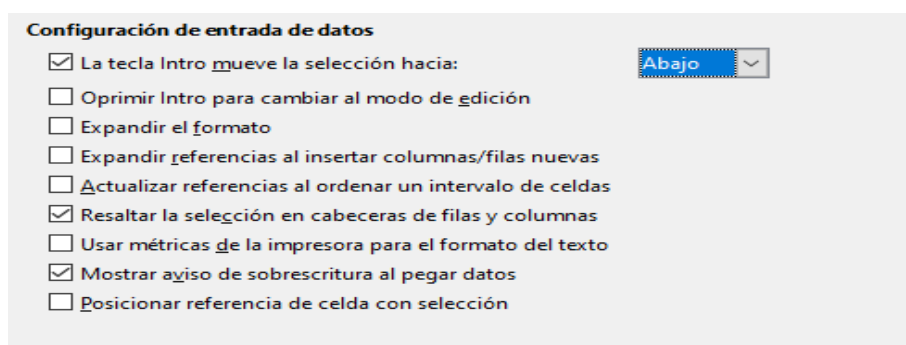 Configuración de entrada de datos
La tecla Intro mueve la selección hacia: Abajo
Oprimir Intro para cambiar al modo de edición
Expandir el formato
Expandir referencias al insertar columnas/filas nuevas
Actualizar referencias al ordenar un intervalo de celdas
Resaltar la selección en cabeceras de filas y columnas
Usar métricas de la impresora para el formato del texto
Mostrar aviso de sobrescritura al pegar datos
Posicionar referencia de celda con selección